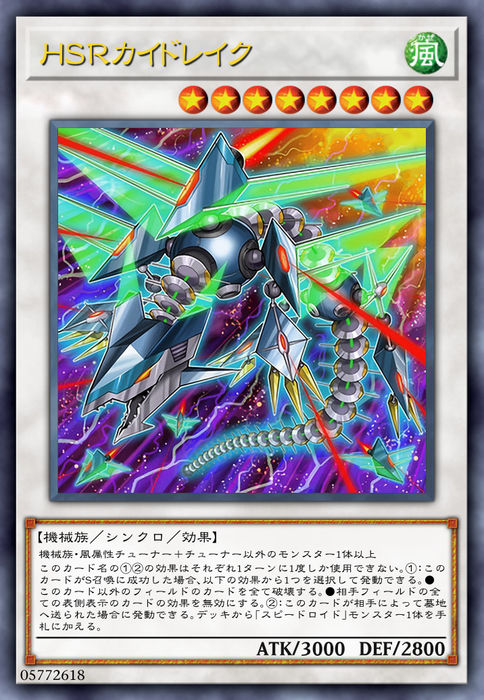 HSRカイドレイク
かぜ
風
【機械族/シンクロ/効果】
機械族・風属性チューナー+チューナー以外のモンスター1体以上
このカード名の①②の効果はそれぞれ1ターンに1度しか使用できない。①:この
カードがS召喚に成功した場合、以下の効果から1つを選択して発動できる。●
このカード以外のフィールドのカードを全て破壊する。●相手フィールドの全
ての表側表示のカードの効果を無効にする。②:このカードが相手によって墓地
へ送られた場合に発動できる。デッキから「スピードロイド」モンスター1体を手
札に加える。
ATK/3000 DEF/2800
05772618